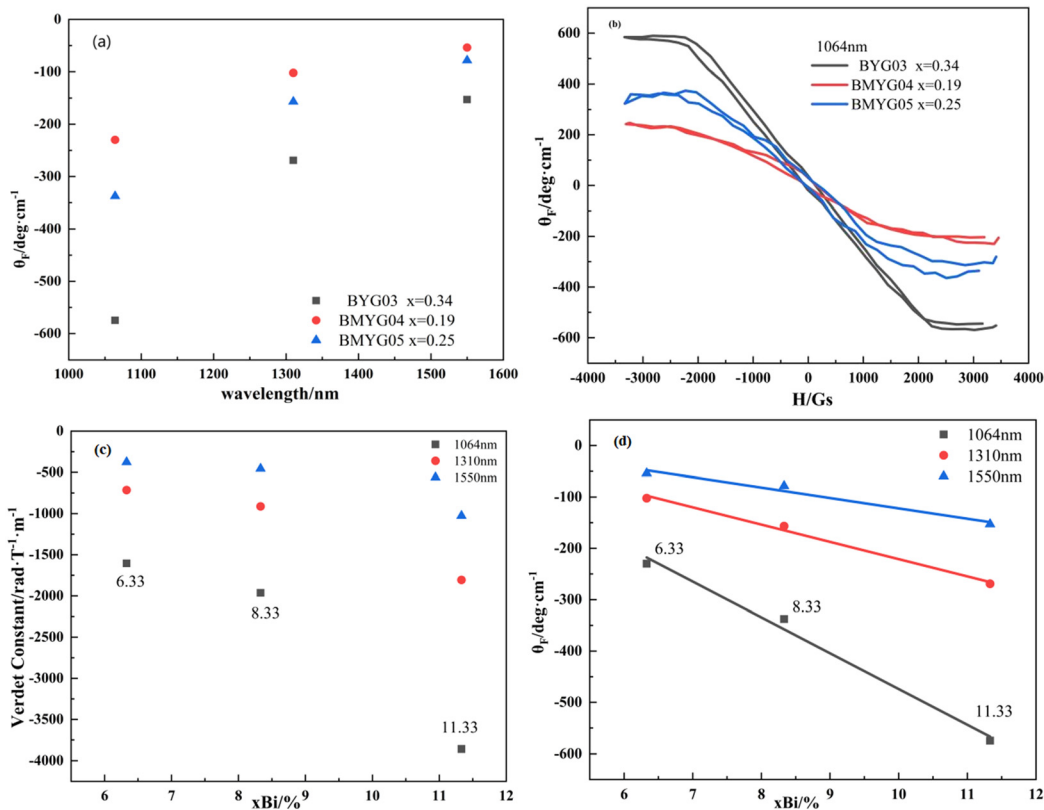 (a)
0
-100
-200
-300
-400
-500
-600
θF/deg·cm⁻¹
BYG03 x=0.34
BMYG04 x=0.19
BMYG05 x=0.25
1000 1100 1200 1300 1400 1500 1600
wavelength/nm
(b)
600
400
200
0
-200
-400
-600
θF/deg·cm⁻¹
1064nm
BYG03 x=0.34
BMYG04 x=0.19
BMYG05 x=0.25
-4000 -3000 -2000 -1000 0 1000 2000 3000 4000
H/Gs
(c)
0
-500
-1000
-1500
-2000
-2500
-3000
-3500
-4000
Verdet Constant/rad·T⁻¹·m⁻¹
1064nm
1310nm
1550nm
6.33
8.33
11.33
5 6 7 8 9 10 11 12
xBi/%
(d)
0
-100
-200
-300
-400
-500
-600
θF/deg·cm⁻¹
1064nm
1310nm
1550nm
6.33
8.33
11.33
5 6 7 8 9 10 11 12
xBi/%